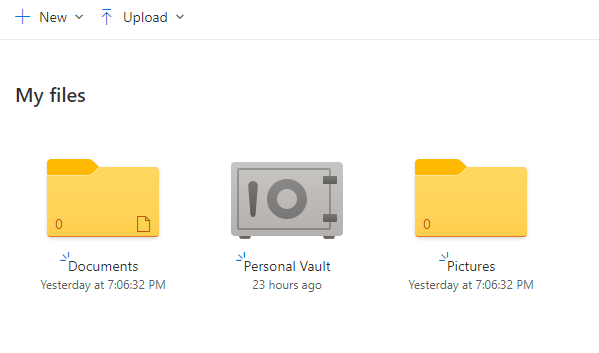 New Upload
My files
0 0
Documents Personal Vault Pictures
Yesterday at 7:06:32 PM 23 hours ago Yesterday at 7:06:32 PM